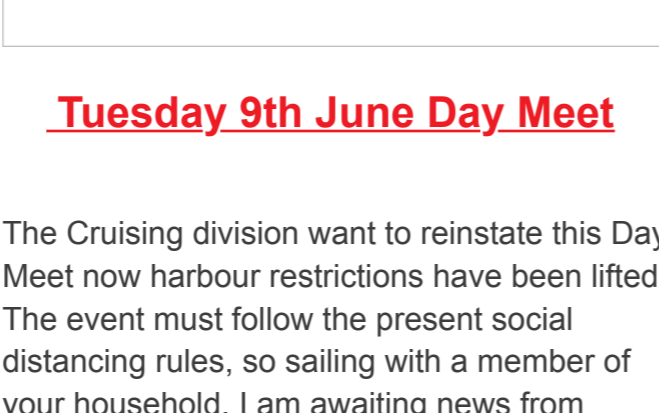 Tuesday 9th June Day Meet
The Cruising division want to reinstate this Day
Meet now harbour restrictions have been lifted
The event must follow the present social
distancing rules, so sailing with a member of
your household. I am awaiting news from